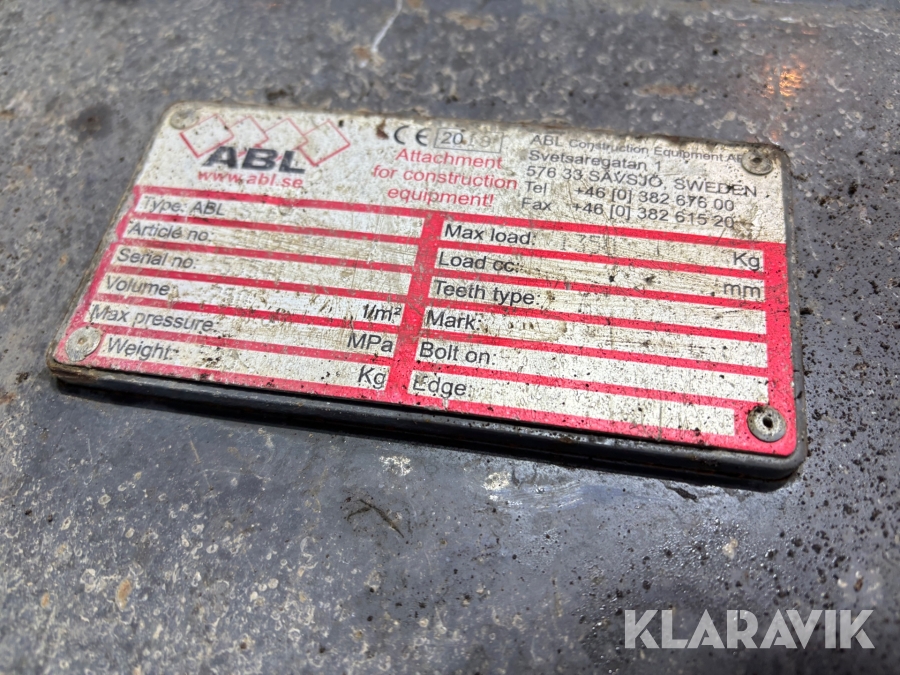 ABL
www.abl.se
CE 2019
Attachment
for construction
equipment!
ABL Construction Equipment AB
Svetsaregatan 1
576 33 SÄVSJÖ, SWEDEN
Tel +46 [0] 382 676 00
Fax +46 [0] 382 615 20
Type: ABL
Article no:
Serial no:
Volume: l/m²
Max pressure: MPa
Weight: Kg
Max load: Kg
Load cc: mm
Teeth type:
Mark:
Bolt on:
Edge
KLARAVIK